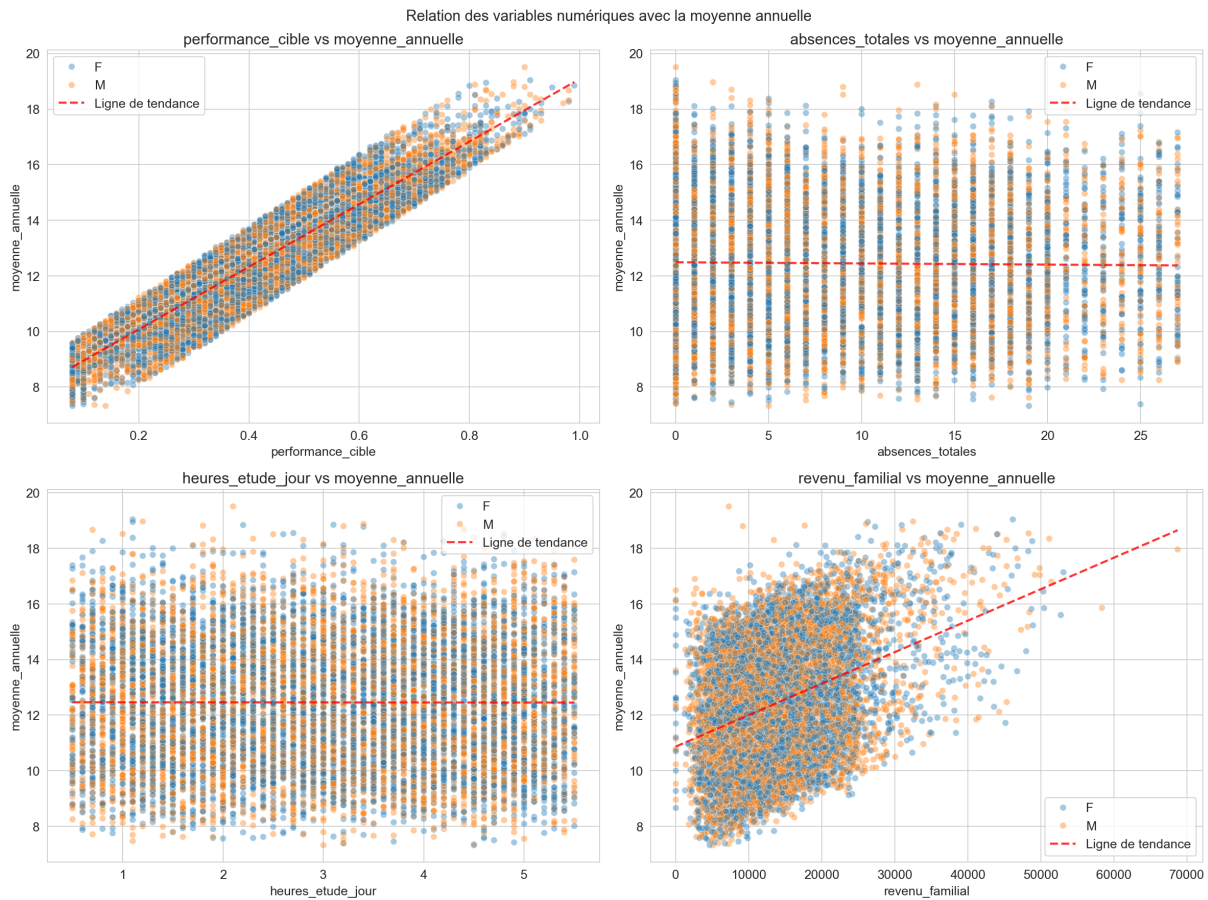 Relation des variables numériques avec la moyenne annuelle
performance_cible vs moyenne_annuelle
F
M
Ligne de tendance
20
18
16
14
12
10
8
moyenne_annuelle
0.2 0.4 0.6 0.8 1.0
performance_cible
absences_totales vs moyenne_annuelle
F
M
Ligne de tendance
20
18
16
14
12
10
8
moyenne_annuelle
0 5 10 15 20 25
absences_totales
heures_etude_jour vs moyenne_annuelle
F
M
Ligne de tendance
20
18
16
14
12
10
8
moyenne_annuelle
1 2 3 4 5
heures_etude_jour
revenu_familial vs moyenne_annuelle
20
18
16
14
12
10
8
moyenne_annuelle
F
M
Ligne de tendance
0 10000 20000 30000 40000 50000 60000 70000
revenu_familial